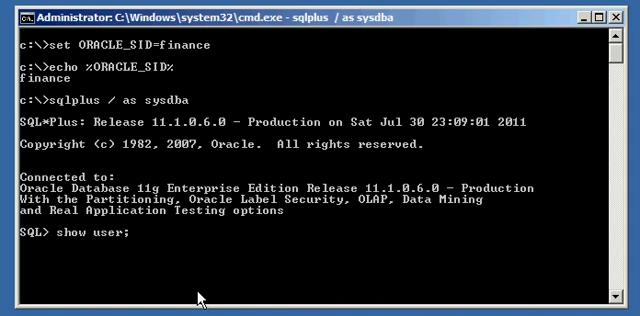 Administrator: C:\Windows\system32\cmd.exe - sqlplus  / as sysdba
c:\>set ORACLE_SID=finance
c:\>echo %ORACLE_SID%
finance
c:\>sqlplus / as sysdba
SQL*Plus: Release 11.1.0.6.0 - Production on Sat Jul 30 23:09:01 2011
Copyright (c) 1982, 2007, Oracle.  All rights reserved.
Connected to:
Oracle Database 11g Enterprise Edition Release 11.1.0.6.0 - Production
With the Partitioning, Oracle Label Security, OLAP, Data Mining
and Real Application Testing options
SQL> show user;